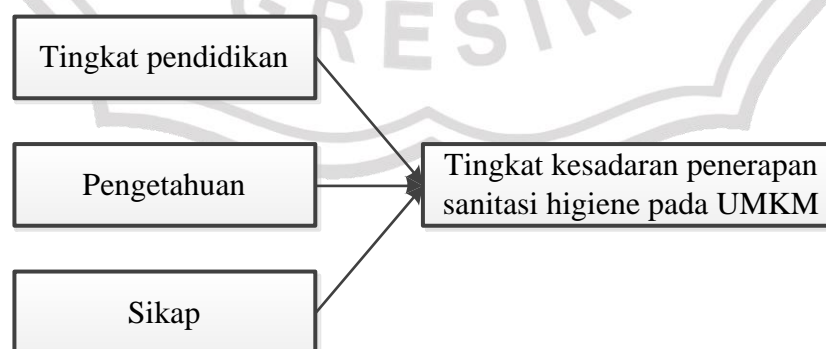 GRESIK
Tingkat pendidikan
Pengetahuan
Tingkat kesadaran penerapan
sanitasi higiene pada UMKM
Sikap